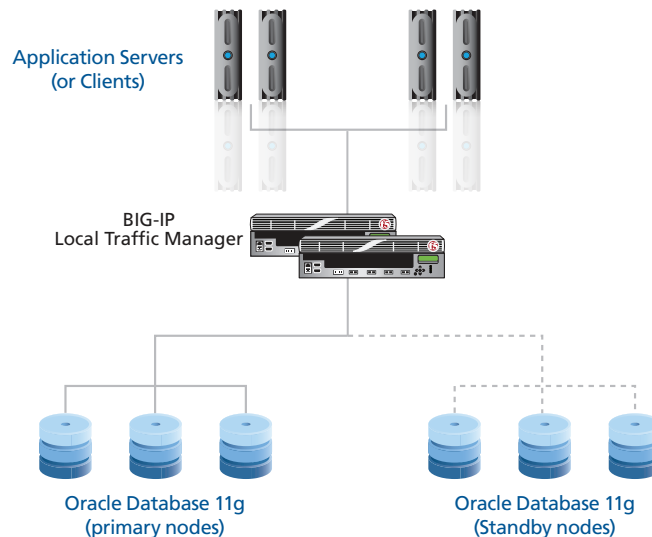 Application Servers
(or Clients)
BIG-IP
Local Traffic Manager
Oracle Database 11g
(primary nodes)
Oracle Database 11g
(Standby nodes)